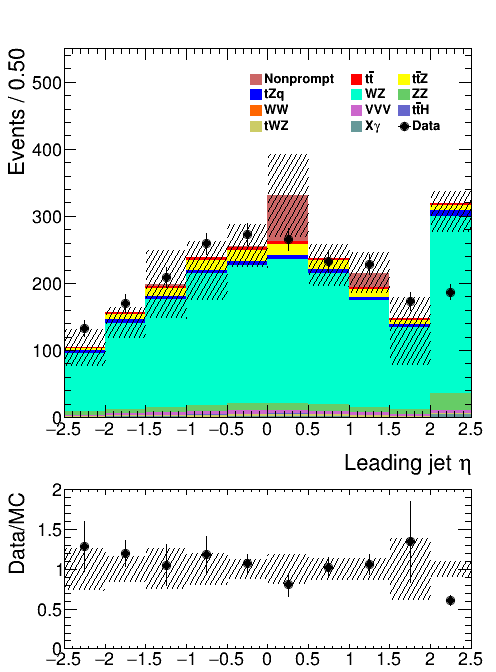 Events / 0.50
550
500
400
300
200
100
0
Nonprompt tt̄ tt̄Z
tZq WZ ZZ
WW VVV tt̄H
tWZ Xγ Data
−2.5 −2 −1.5 −1 −0.5 0 0.5 1 1.5 2 2.5
Leading jet η
Data/MC
2
1.5
1
0.5
0
−2.5 −2 −1.5 −1 −0.5 0 0.5 1 1.5 2 2.5